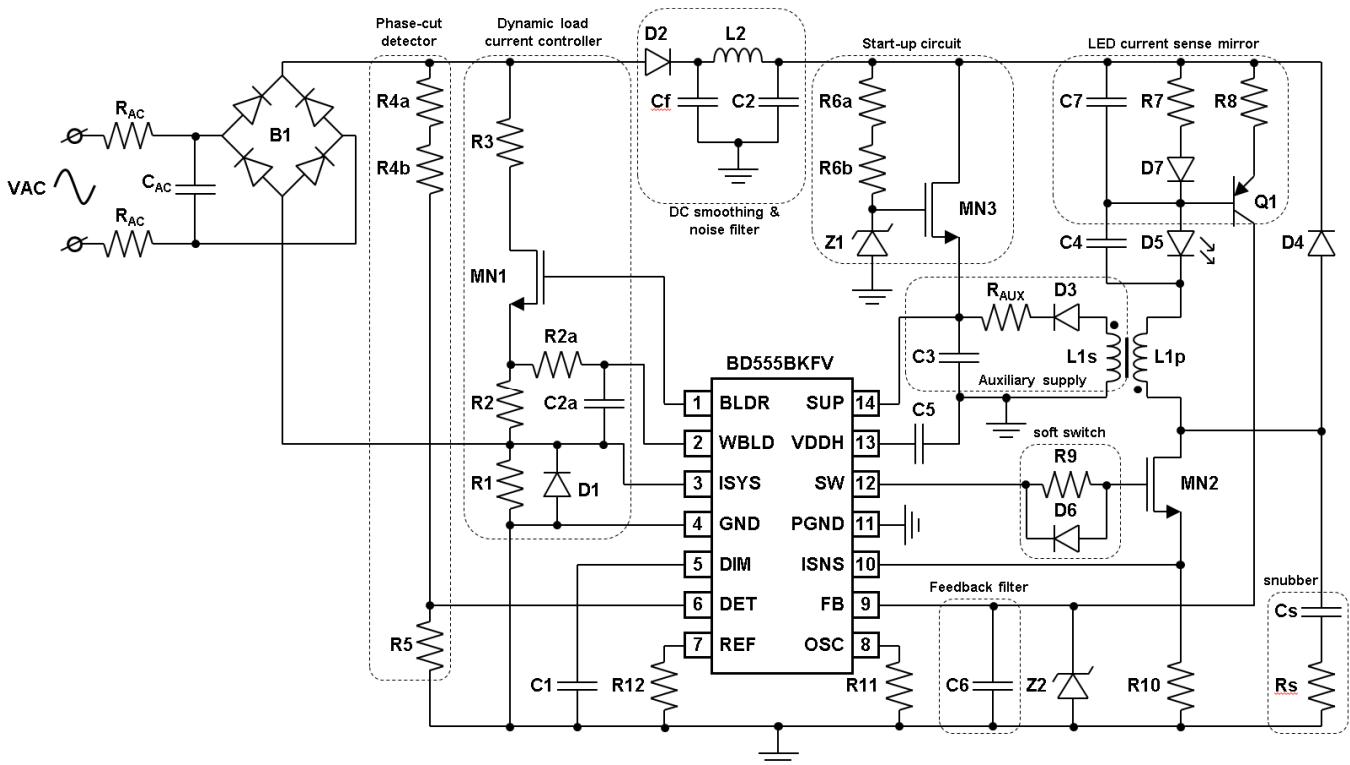 Phase-cut
detector
Dynamic load
current controller
D2
L2
Start-up circuit
LED current sense mirror
R4a
Cf
C2
R6a
C7
R7
R8
RAC
B1
R3
R4b
R6b
D7
VAC
CAC
DC smoothing &
noise filter
MN3
Q1
RAC
Z1
C4
D5
D4
MN1
RAUX
D3
R2a
C3
L1s
L1p
BD555BKFV
Auxiliary supply
R2
C2a
1 BLDR
SUP 14
C5
2 WBLD
VDDH 13
soft switch
R1
D1
3 ISYS
SW 12
R9
MN2
4 GND
PGND 11
D6
5 DIM
ISNS 10
Feedback filter
snubber
6 DET
FB 9
Cs
R5
7 REF
OSC 8
C1
R12
R11
C6
Z2
R10
Rs